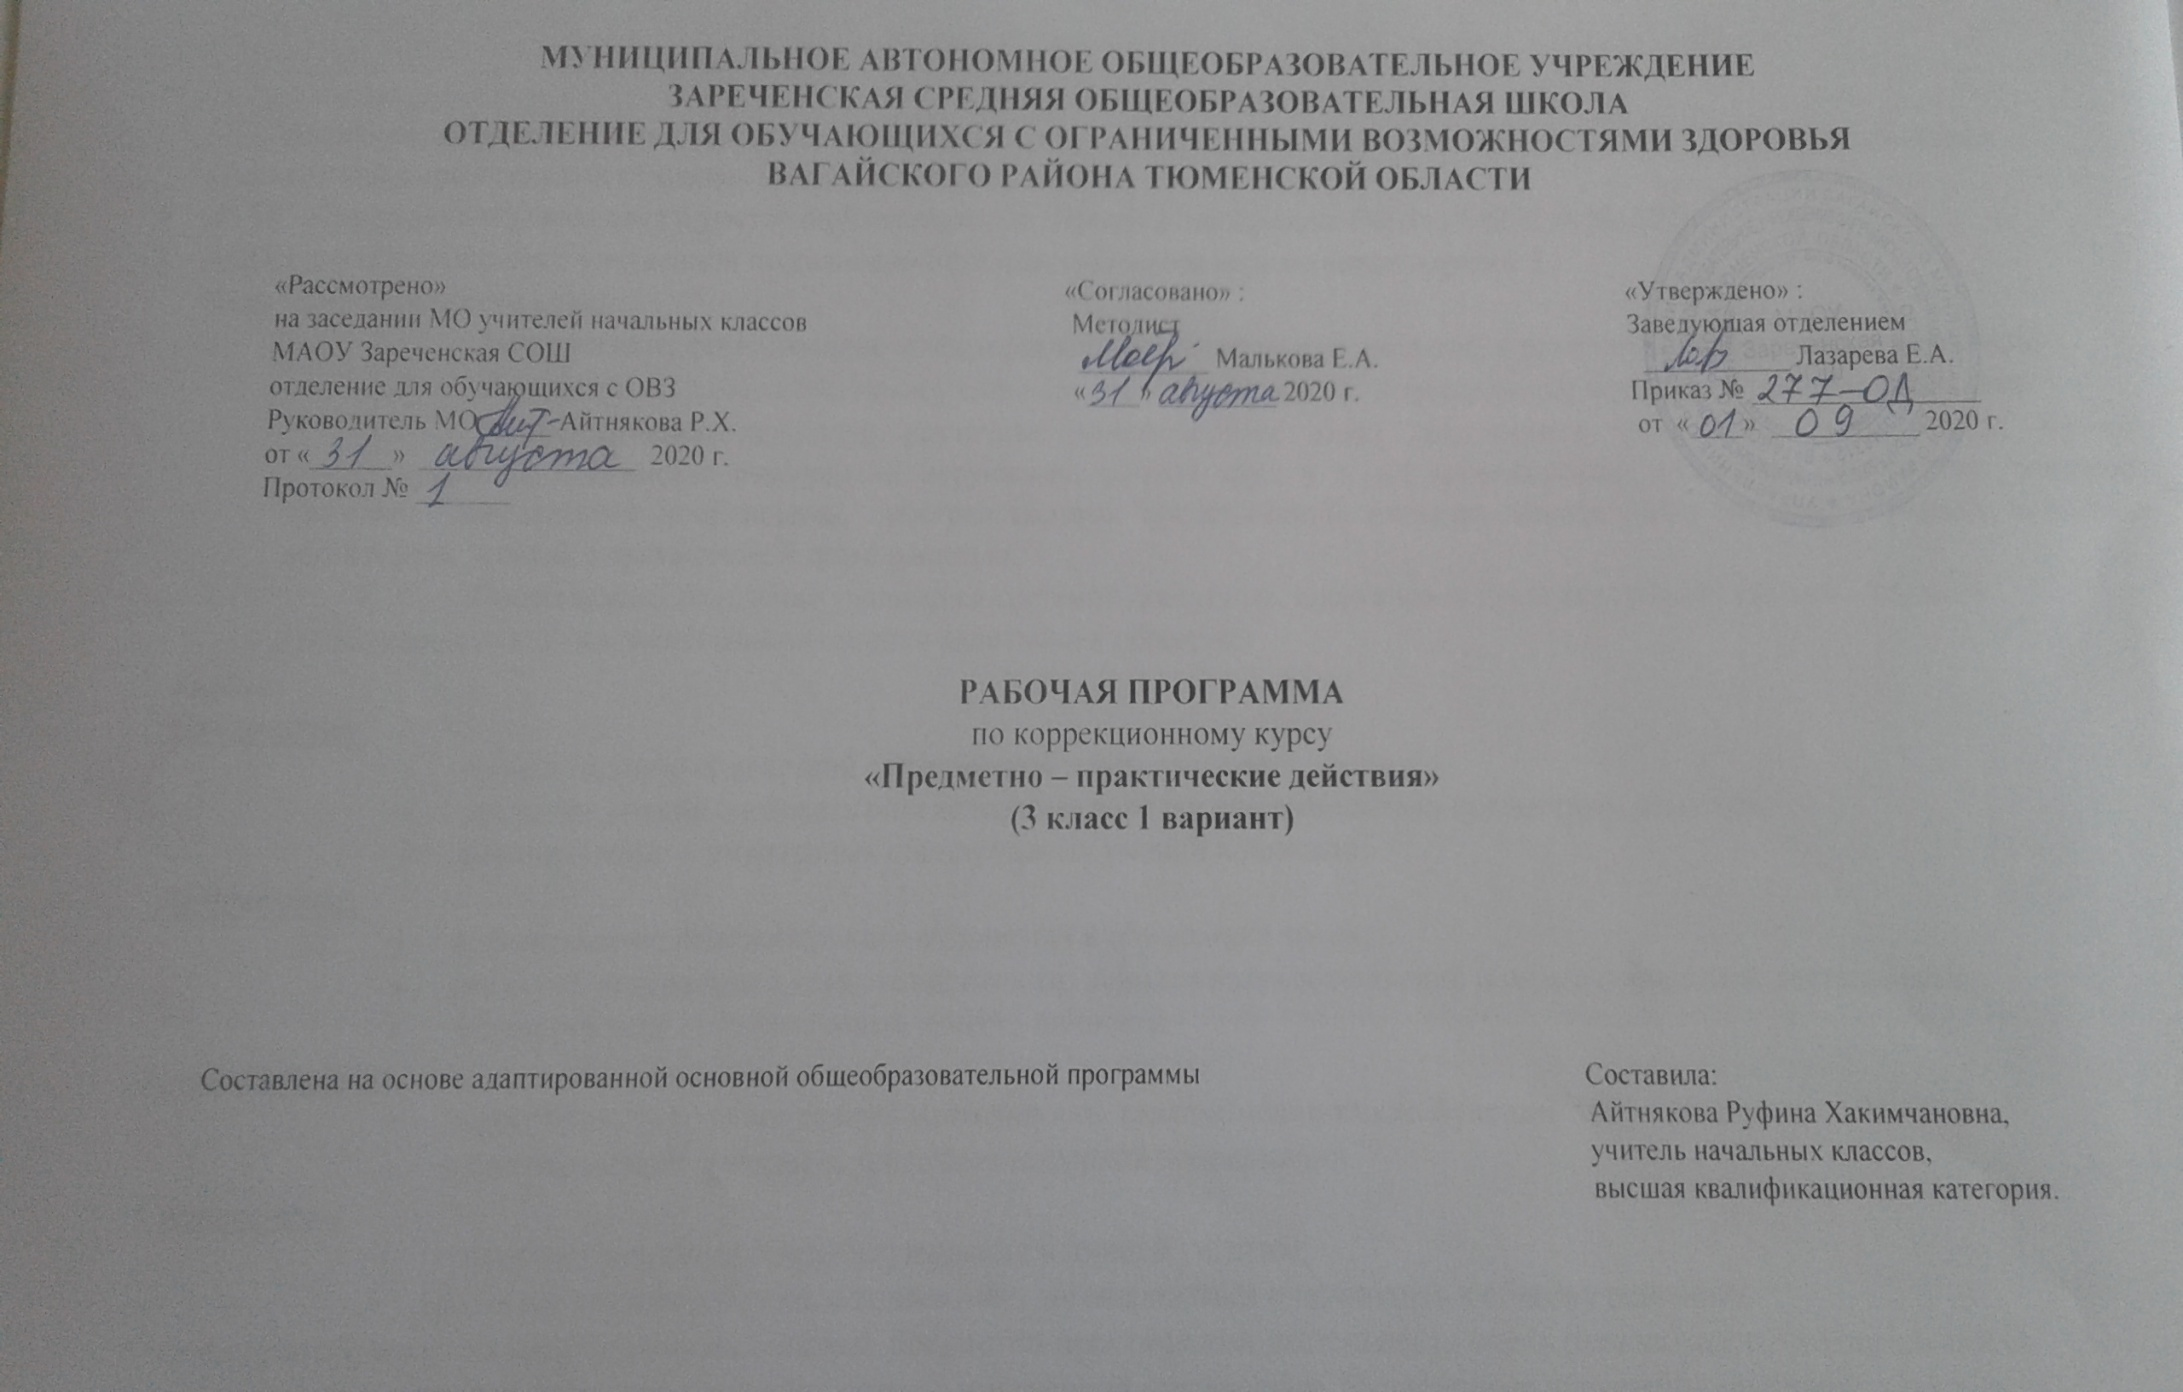 МУНИЦИПАЛЬНОЕ АВТОНОМНОЕ ОБЩЕОБРАЗОВАТЕЛЬНОЕ УЧРЕЖДЕНИЕ
ЗАРЕЧЕНСКАЯ СРЕДНЯЯ ОБЩЕОБРАЗОВАТЕЛЬНАЯ ШКОЛА
ОТДЕЛЕНИЕ ДЛЯ ОБУЧАЮЩИХСЯ С ОГРАНИЧЕННЫМИ ВОЗМОЖНОСТЯМИ ЗДОРОВЬЯ
ВАГАЙСКОГО РАЙОНА ТЮМЕНСКОЙ ОБЛАСТИ
«Рассмотрено»
на заседании МО учителей начальных классов
МАОУ Зареченская СОШ
отделение для обучающихся с ОВЗ
Руководитель МО Айтнякова Р.Х.
от « 31 » августа 2020 г.
Протокол № 1
«Согласовано» :
Методист
Малькова Е.А.
« 31 » августа 2020 г.
«Утверждено» :
Заведующая отделением
Лазарева Е.А.
Приказ № 277-ОД
от « 01 » 09 2020 г.
РАБОЧАЯ ПРОГРАММА
по коррекционному курсу
«Предметно – практические действия»
(3 класс 1 вариант)
Составлена на основе адаптированной основной общеобразовательной программы
Составила:
Айтнякова Руфина Хакимчановна,
учитель начальных классов,
высшая квалификационная категория.